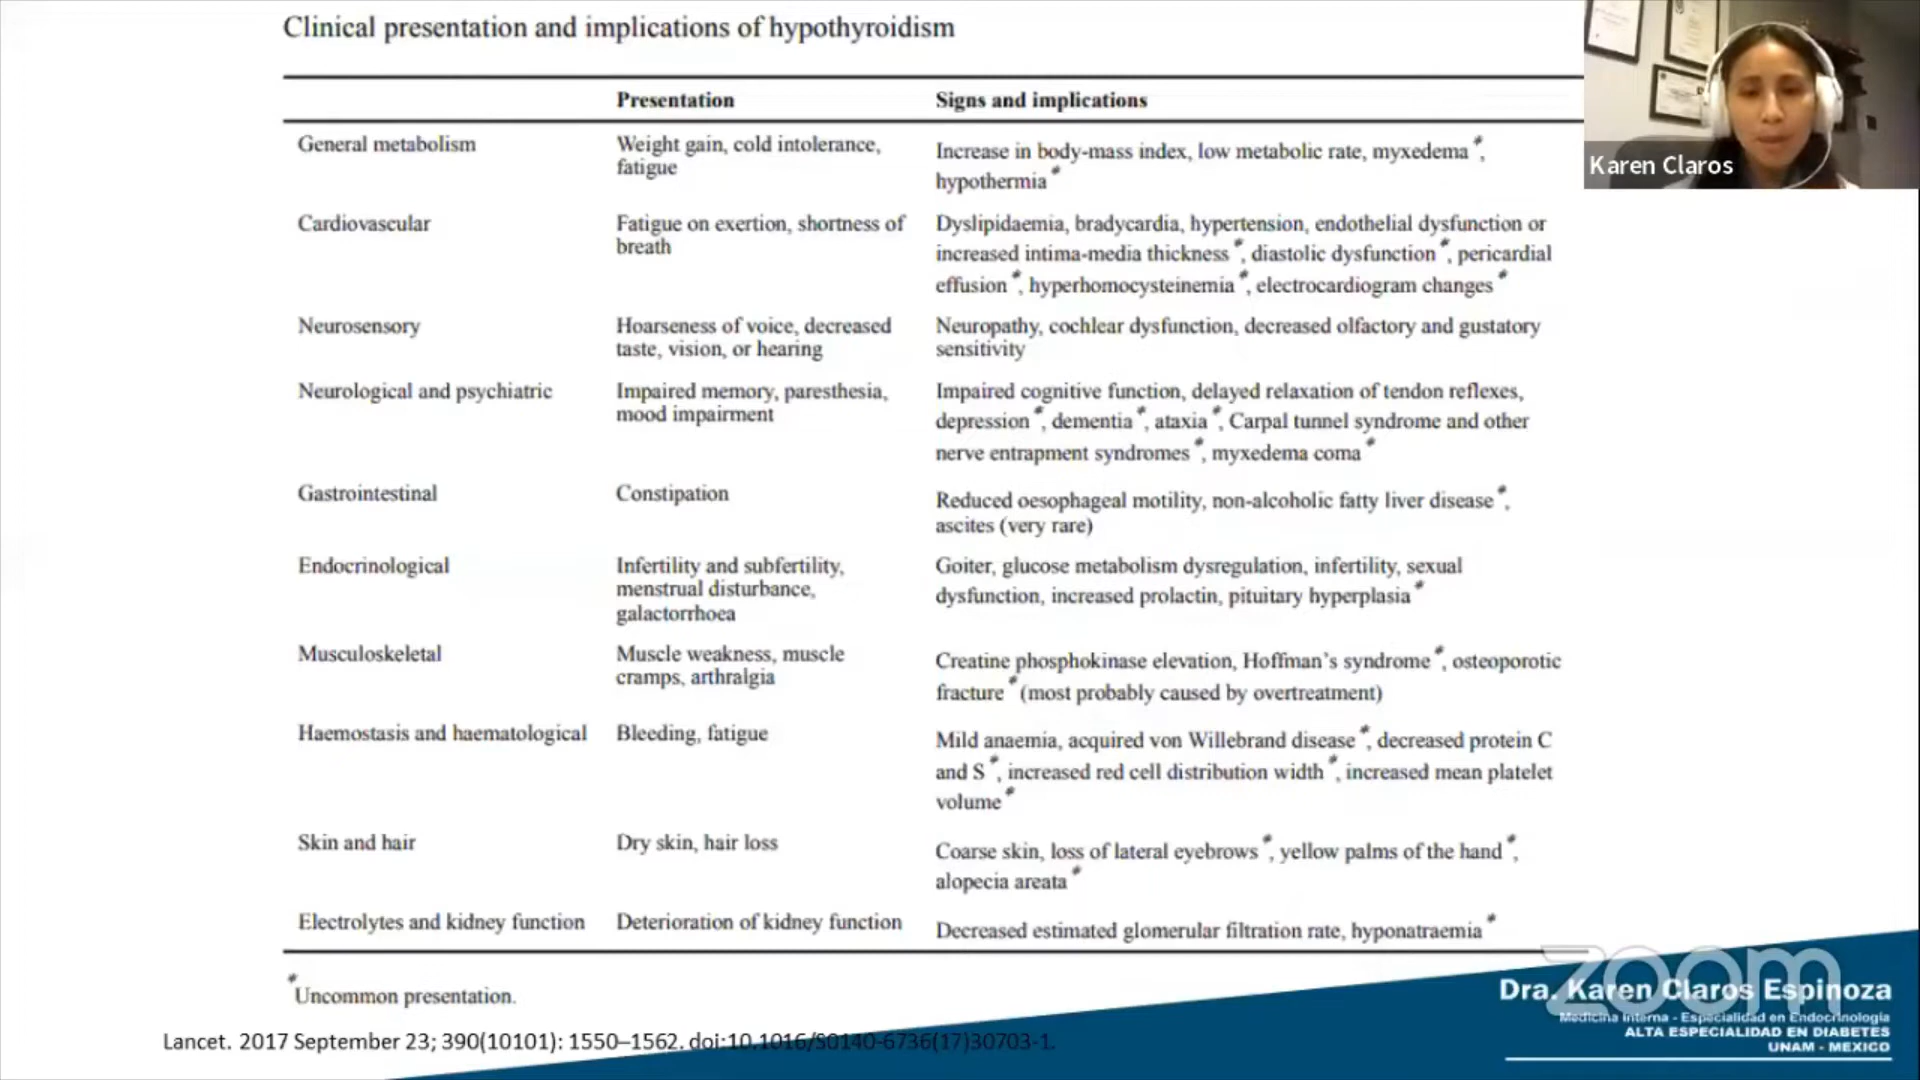 Clinical presentation and implications of hypothyroidism
Presentation Signs and implications
General metabolism Weight gain, cold intolerance, fatigue Increase in body-mass index, low metabolic rate, myxedema*, hypothermia*
Cardiovascular Fatigue on exertion, shortness of breath Dyslipidaemia, bradycardia, hypertension, endothelial dysfunction or increased intima-media thickness*, diastolic dysfunction*, pericardial effusion*, hyperhomocysteinemia*, electrocardiogram changes*
Neurosensory Hoarseness of voice, decreased taste, vision, or hearing Neuropathy, cochlear dysfunction, decreased olfactory and gustatory sensitivity
Neurological and psychiatric Impaired memory, paresthesia, mood impairment Impaired cognitive function, delayed relaxation of tendon reflexes, depression*, dementia*, ataxia*, Carpal tunnel syndrome and other nerve entrapment syndromes*, myxedema coma*
Gastrointestinal Constipation Reduced oesophageal motility, non-alcoholic fatty liver disease*, ascites (very rare)
Endocrinological Infertility and subfertility, menstrual disturbance, galactorrhoea Goiter, glucose metabolism dysregulation, infertility, sexual dysfunction, increased prolactin, pituitary hyperplasia*
Musculoskeletal Muscle weakness, muscle cramps, arthralgia Creatine phosphokinase elevation, Hoffman's syndrome*, osteoporotic fracture* (most probably caused by overtreatment)
Haemostasis and haematological Bleeding, fatigue Mild anaemia, acquired von Willebrand disease*, decreased protein C and S*, increased red cell distribution width*, increased mean platelet volume*
Skin and hair Dry skin, hair loss Coarse skin, loss of lateral eyebrows*, yellow palms of the hand*, alopecia areata*
Electrolytes and kidney function Deterioration of kidney function Decreased estimated glomerular filtration rate, hyponatraemia*
*Uncommon presentation.
Lancet. 2017 September 23; 390(10101): 1550–1562. doi:10.1016/S0140-6736(17)30703-1.
Karen Claros
zoom
Dra. Karen Claros Espinoza
Medicina Interna - Especialidad en Endocrinología
ALTA ESPECIALIDAD EN DIABETES
UNAM - MEXICO